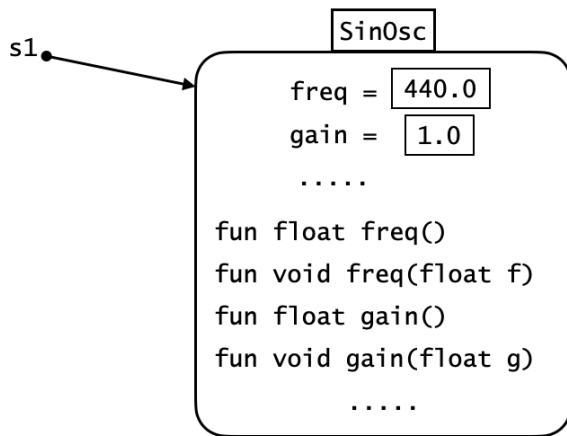 SinOsc
s1
freq = 440.0
gain = 1.0
.....
fun float freq()
fun void freq(float f)
fun float gain()
fun void gain(float g)
.....